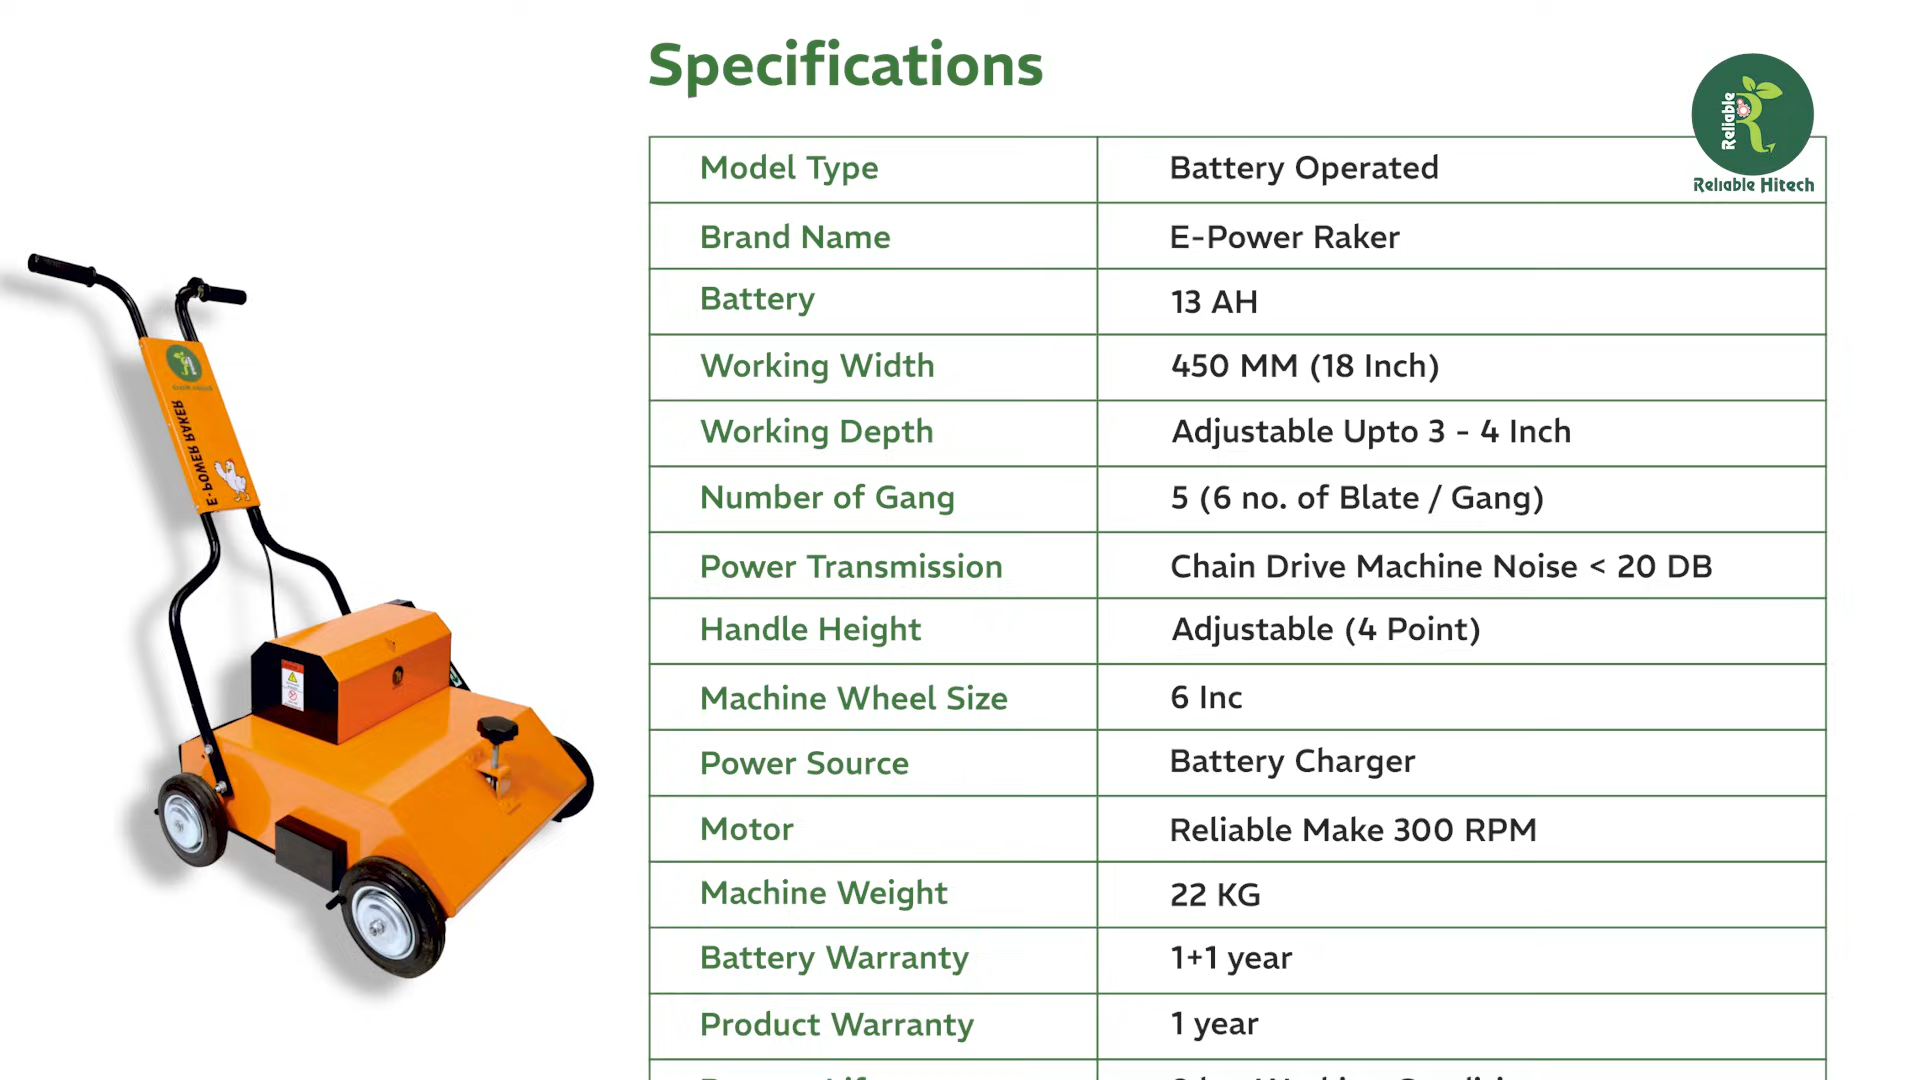 Specifications
Reliable
Reliable Hitech
Model Type Battery Operated
Brand Name E-Power Raker
Battery 13 AH
Working Width 450 MM (18 Inch)
Working Depth Adjustable Upto 3 - 4 Inch
Number of Gang 5 (6 no. of Blate / Gang)
Power Transmission Chain Drive Machine Noise < 20 DB
Handle Height Adjustable (4 Point)
Machine Wheel Size 6 Inc
Power Source Battery Charger
Motor Reliable Make 300 RPM
Machine Weight 22 KG
Battery Warranty 1+1 year
Product Warranty 1 year
E-POWER RAKER